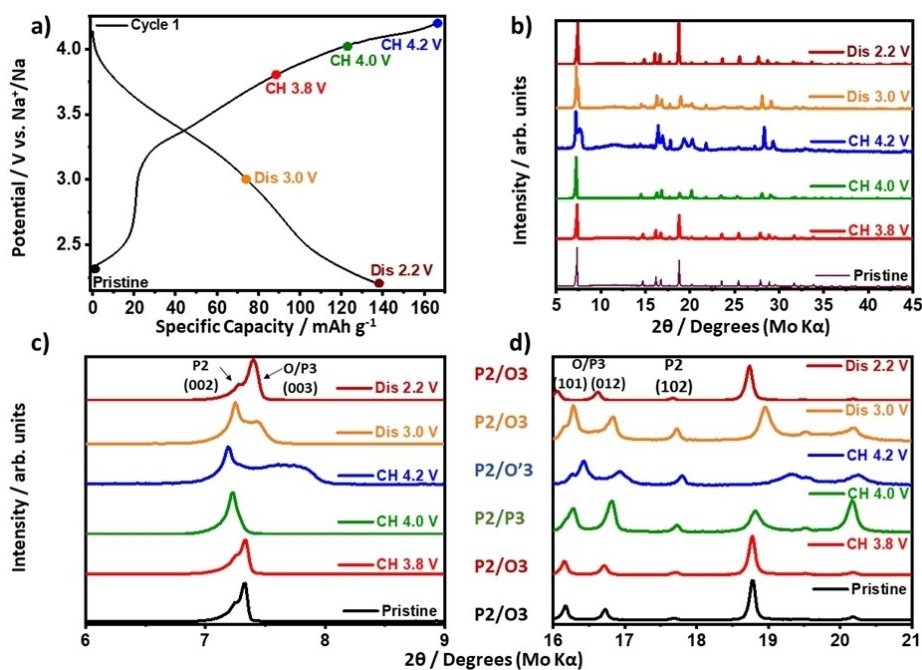 a)
Cycle 1
CH 4.2 V
CH 4.0 V
CH 3.8 V
Dis 3.0 V
Dis 2.2 V
Pristine
4.0
3.5
3.0
2.5
0 20 40 60 80 100 120 140 160
Potential / V vs. Na⁺/Na
Specific Capacity / mAh g⁻¹
b)
Dis 2.2 V
Dis 3.0 V
CH 4.2 V
CH 4.0 V
CH 3.8 V
Pristine
5 10 15 20 25 30 35 40 45
Intensity / arb. units
2θ / Degrees (Mo Kα)
c)
P2
(002)
O/P3
(003)
Dis 2.2 V
Dis 3.0 V
CH 4.2 V
CH 4.0 V
CH 3.8 V
Pristine
6 7 8 9
Intensity / arb. units
P2/O3
P2/O3
P2/O’3
P2/P3
P2/O3
P2/O3
d)
O/P3
(101) (012)
P2
(102)
Dis 2.2 V
Dis 3.0 V
CH 4.2 V
CH 4.0 V
CH 3.8 V
Pristine
16 17 18 19 20 21
2θ / Degrees (Mo Kα)